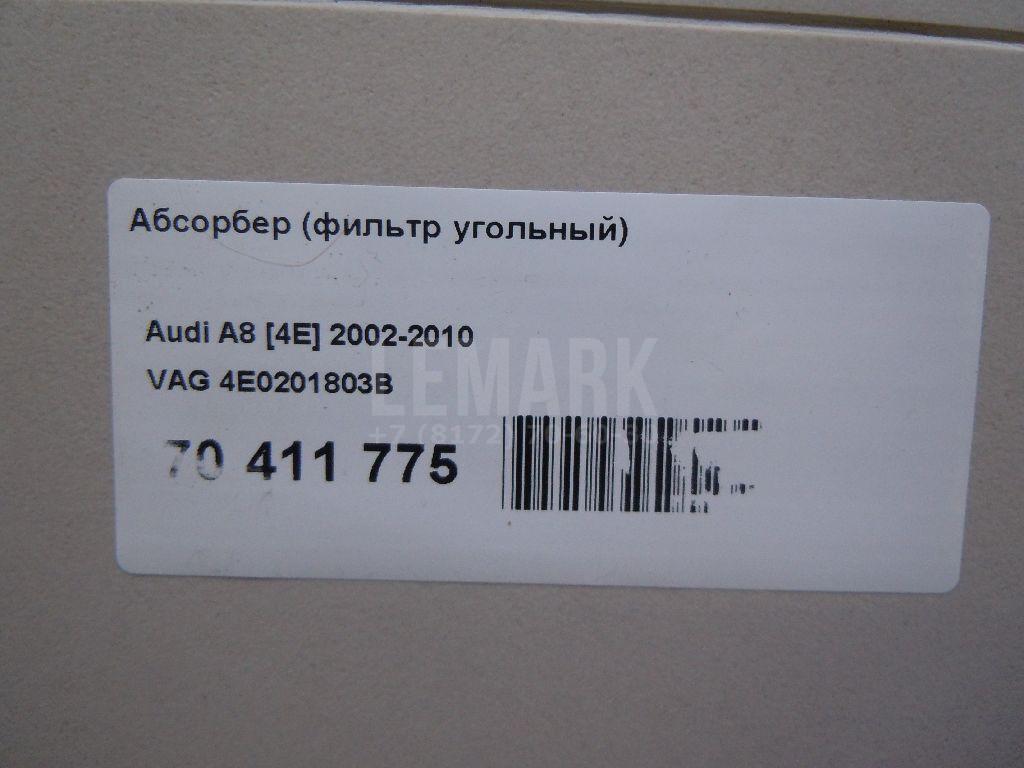 Абсорбер (фильтр угольный)
Audi A8 [4E] 2002-2010
VAG 4E0201803B
LEMARK
70 411 775